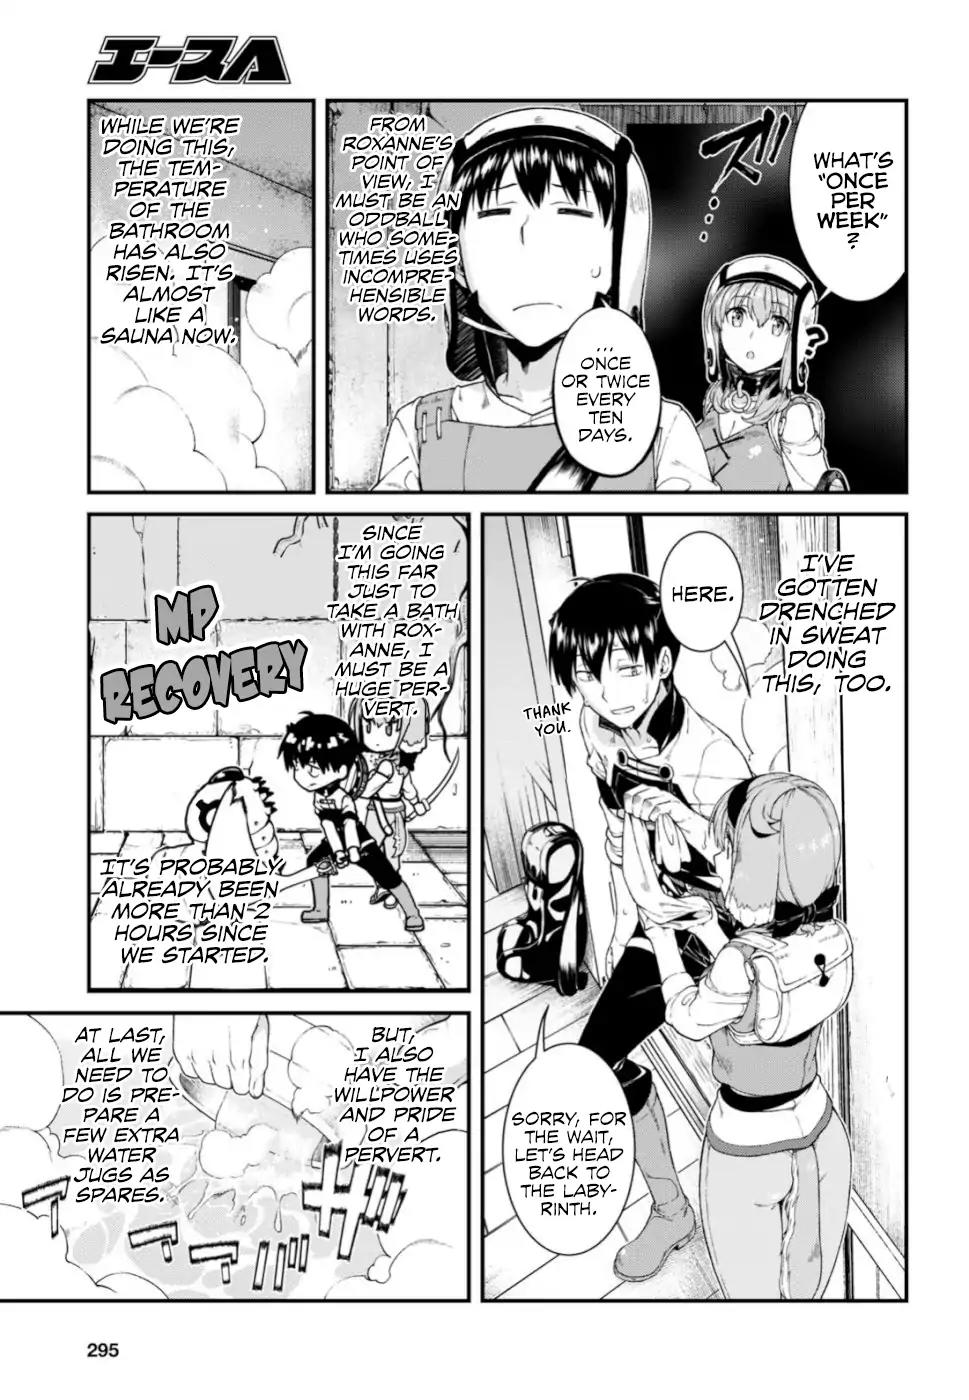 エースA
WHAT'S
"ONCE
PER
WEEK"
?
?
ズ"
FROM
ROXANNE'S
POINT OF
VIEW, I
MUST BE AN
ODDBALL
WHO SOME-
TIMES USES
INCOMPRE-
HENSIBLE
WORDS.
...
ONCE
OR TWICE
EVERY
TEN
DAYS.
WHILE WE'RE
DOING THIS,
THE TEM-
PERATURE
OF THE
BATHROOM
HAS ALSO
RISEN. IT'S
ALMOST
LIKE A
SAUNA NOW.
I'VE
GOTTEN
DRENCHED
IN SWEAT
DOING
THIS, TOO.
HERE.
THANK
YOU.
SORRY, FOR
THE WAIT,
LET'S HEAD
BACK TO
THE LABY-
RINTH.
SINCE
I'M GOING
THIS FAR
JUST TO
TAKE A BATH
WITH ROX-
ANNE, I
MUST BE A
HUGE PER-
VERT.
MP
RECOVERY
IT'S PROBABLY
ALREADY BEEN
MORE THAN 2
HOURS SINCE
WE STARTED.
BUT,
I ALSO
HAVE THE
WILLPOWER
AND PRIDE
OF A
PERVERT.
AT LAST,
ALL WE
NEED TO
DO IS PRE-
PARE A
FEW EXTRA
WATER
JUGS AS
SPARES.
295